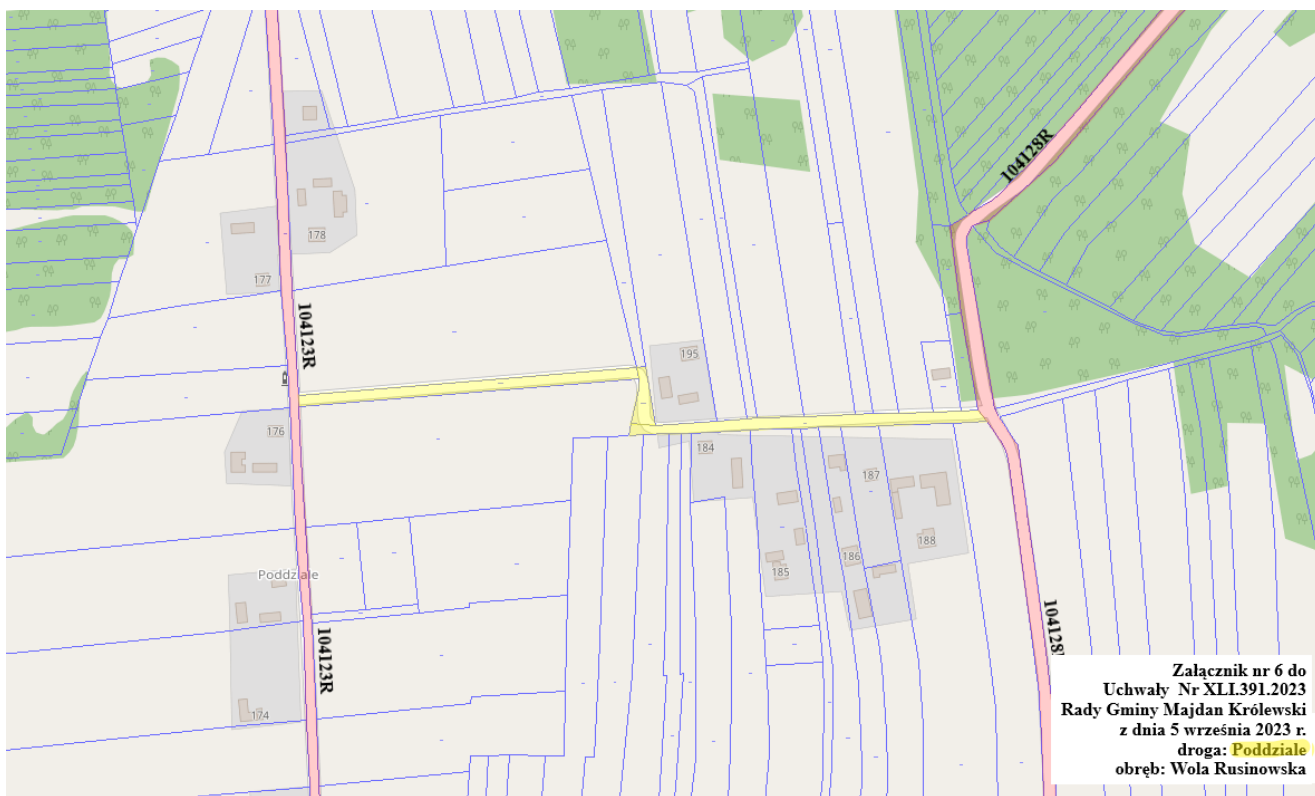 104128R
178
177
104123R
195
176
184
187
188
186
185
Poddziale
104123R
174
104128
Załącznik nr 6 do
Uchwały Nr XLI.391.2023
Rady Gminy Majdan Królewski
z dnia 5 września 2023 r.
droga: Poddziale
obręb: Wola Rusinowska